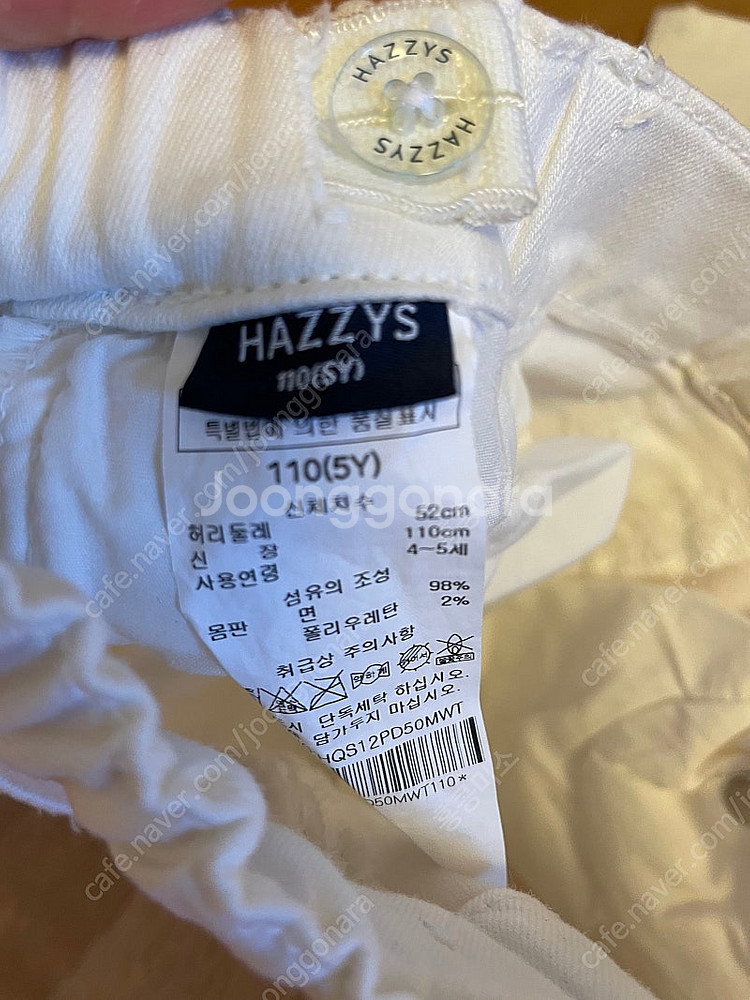 HAZZYS
HAZZYS
HAZZYS
110(5Y)
특별법에 의한 품질표시
110(5Y)
신체치수
허리둘레 52cm
신 장 110cm
사용연령 4~5세
섬유의 조성
몸판 면 98%
폴리우레탄 2%
취급상 주의사항
약하게
단독세탁 하십시오.
담가두지 마십시오.
HQS12PD50MWT
D50MWT110*
Joonggonara
cafe.naver.com/joonggonara